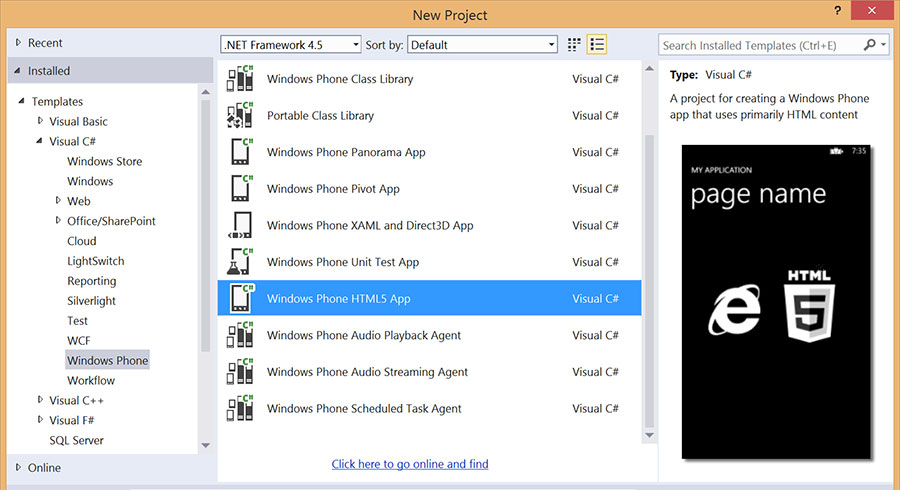 New Project
?
Recent
.NET Framework 4.5
Sort by:
Default
Search Installed Templates (Ctrl+E)
Installed
Templates
Visual Basic
Visual C#
Windows Store
Windows
Web
Office/SharePoint
Cloud
LightSwitch
Reporting
Silverlight
Test
WCF
Windows Phone
Workflow
Visual C++
Visual F#
SQL Server
Online
C# Windows Phone Class Library Visual C#
C# Portable Class Library Visual C#
C# Windows Phone Panorama App Visual C#
C# Windows Phone Pivot App Visual C#
Windows Phone XAML and Direct3D App Visual C#
C# Windows Phone Unit Test App Visual C#
C# Windows Phone HTML5 App Visual C#
C# Windows Phone Audio Playback Agent Visual C#
C# Windows Phone Audio Streaming Agent Visual C#
C# Windows Phone Scheduled Task Agent Visual C#
Click here to go online and find
Type: Visual C#
A project for creating a Windows Phone
app that uses primarily HTML content
7:35
MY APPLICATION
page name
HTML
5